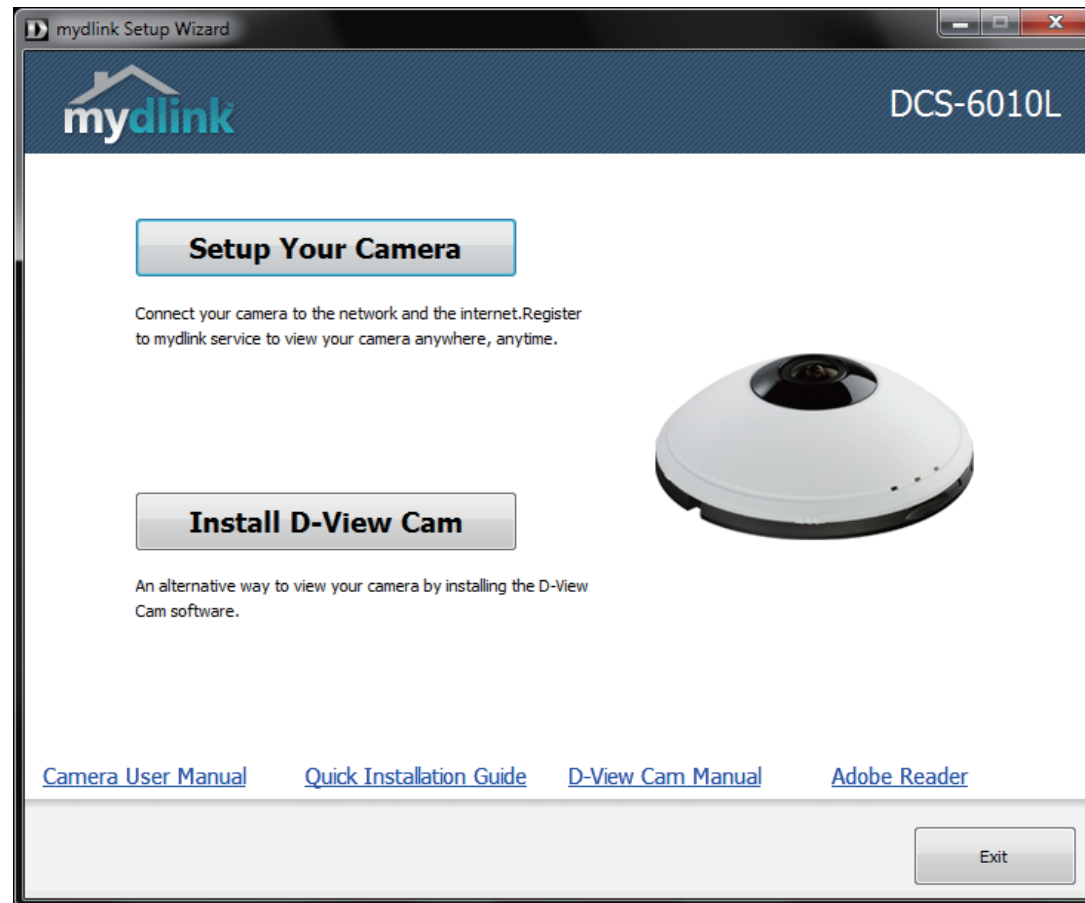 mydlink Setup Wizard
mydlink
DCS-6010L
Setup Your Camera
Connect your camera to the network and the internet.Register
to mydlink service to view your camera anywhere, anytime.
Install D-View Cam
An alternative way to view your camera by installing the D-View
Cam software.
Camera User Manual Quick Installation Guide D-View Cam Manual Adobe Reader
Exit